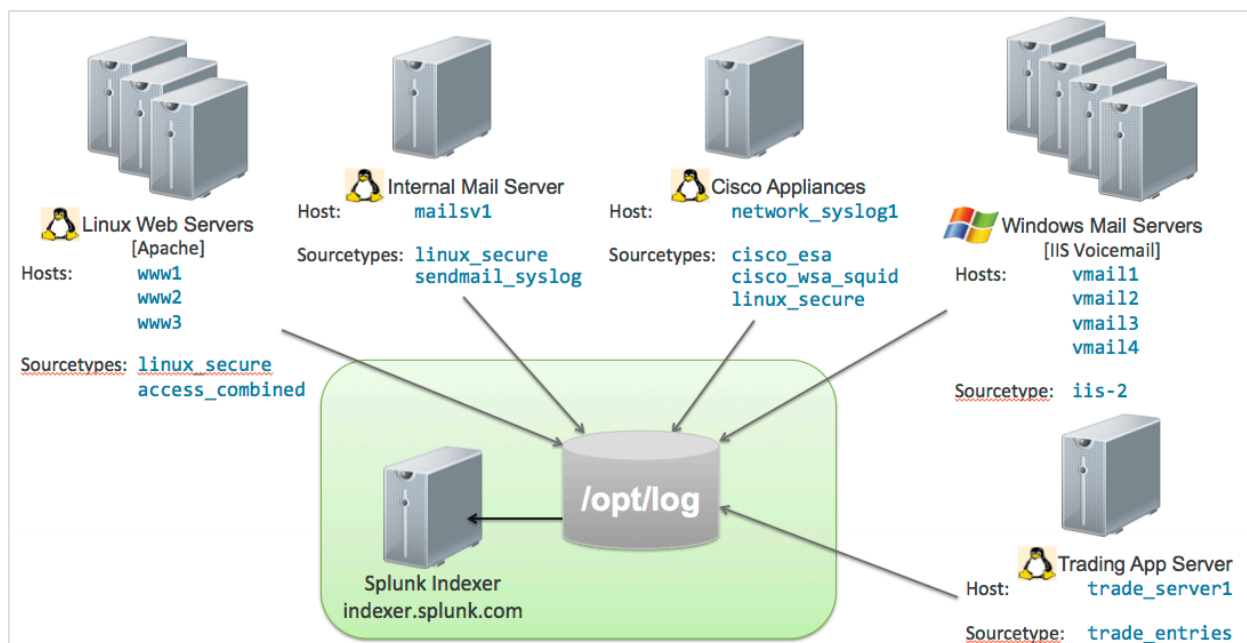 Linux Web Servers
[Apache]
Hosts: www1
www2
www3
Sourcetypes: linux_secure
access_combined
Internal Mail Server
Host: mailsv1
Sourcetypes: linux_secure
sendmail_syslog
Cisco Appliances
Host: network_syslog1
Sourcetypes: cisco_esa
cisco_wsa_squid
linux_secure
Windows Mail Servers
[IIS Voicemail]
Hosts: vmail1
vmail2
vmail3
vmail4
Sourcetype: iis-2
/opt/log
Splunk Indexer
indexer.splunk.com
Trading App Server
Host: trade_server1
Sourcetype: trade_entries